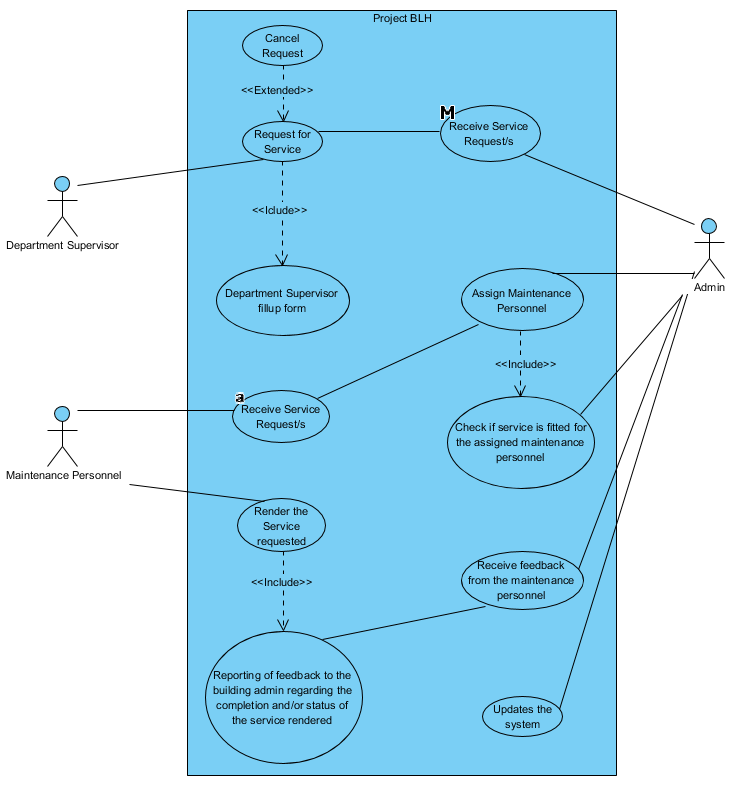 Project BLH
Cancel
Request
<<Extended>>
Request for
Service
M
Receive Service
Request/s
Department Supervisor
<<Iclude>>
Admin
Department Supervisor
fillup form
Assign Maintenance
Personnel
<<Include>>
a
Receive Service
Request/s
Check if service is fitted for
the assigned maintenance
personnel
Maintenance Personnel
Render the
Service
requested
<<Include>>
Receive feedback
from the maintenance
personnel
Reporting of feedback to the
building admin regarding the
completion and/or status of
the service rendered
Updates the
system